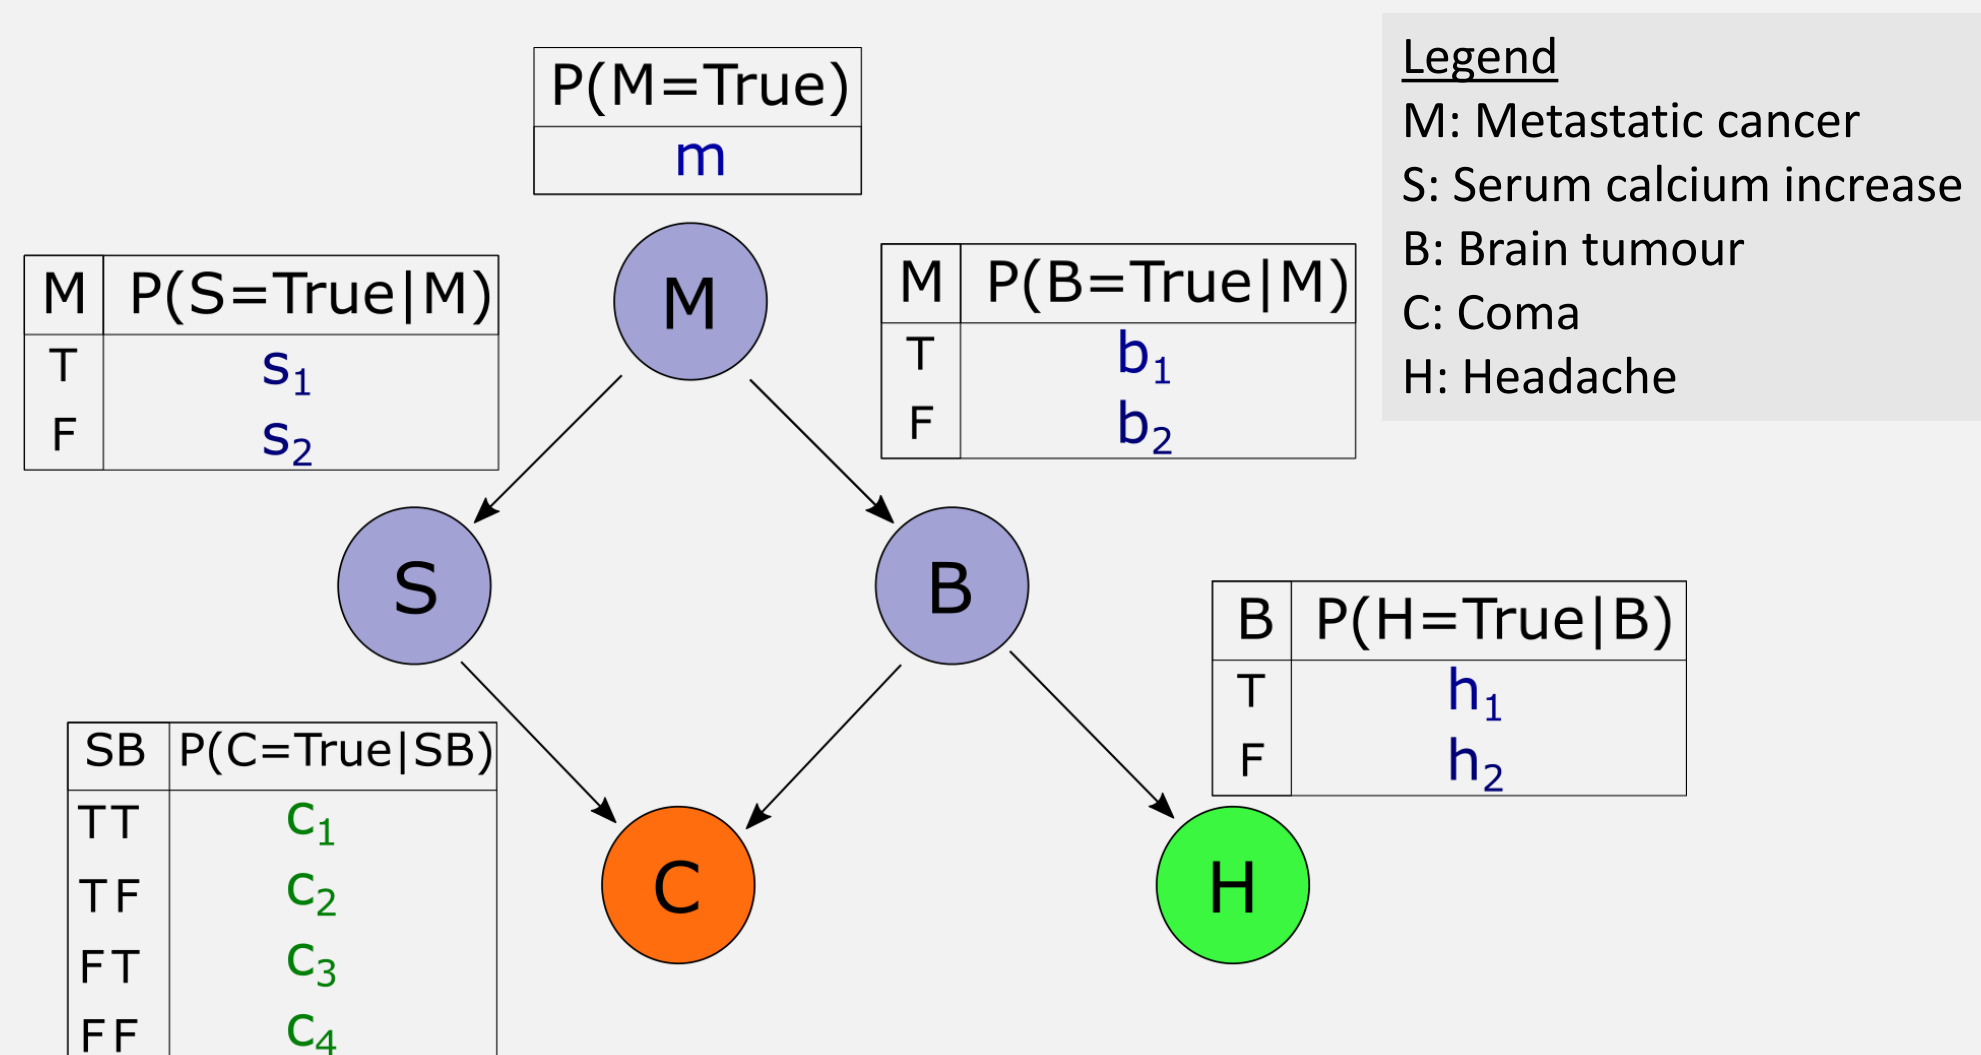 P(M=True)
m
Legend
M: Metastatic cancer
S: Serum calcium increase
B: Brain tumour
C: Coma
H: Headache
M P(S=True|M)
T s₁
F s₂
M
M P(B=True|M)
T b₁
F b₂
S
B
B P(H=True|B)
T h₁
F h₂
SB P(C=True|SB)
TT c₁
TF c₂
FT c₃
FF c₄
C
H